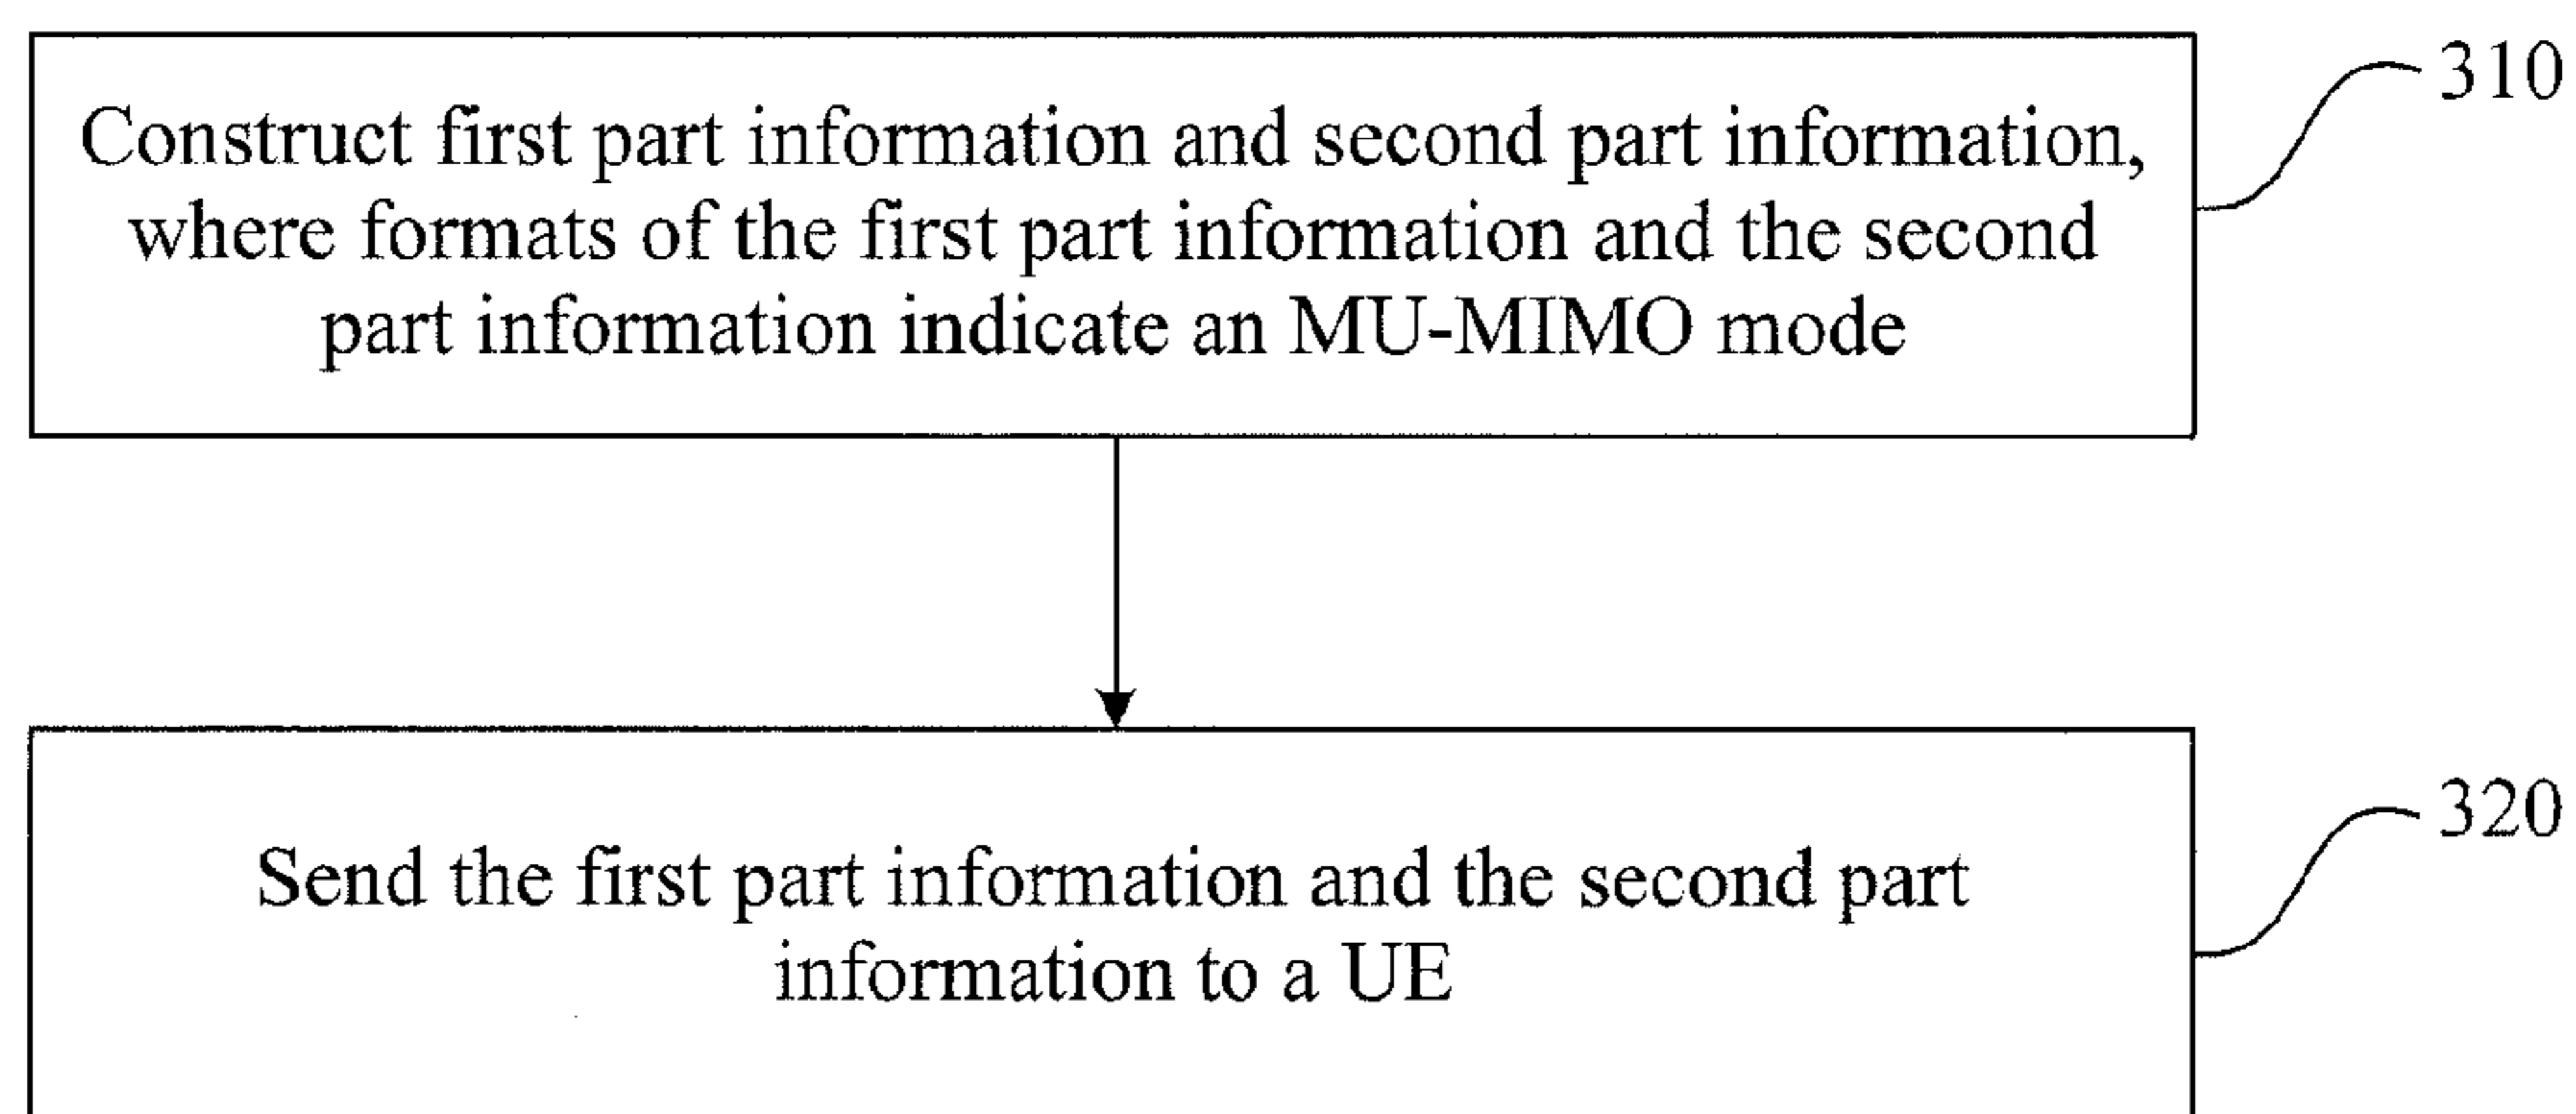 310
Construct first part information and second part information,
where formats of the first part information and the second
part information indicate an MU-MIMO mode
320
Send the first part information and the second part
information to a UE